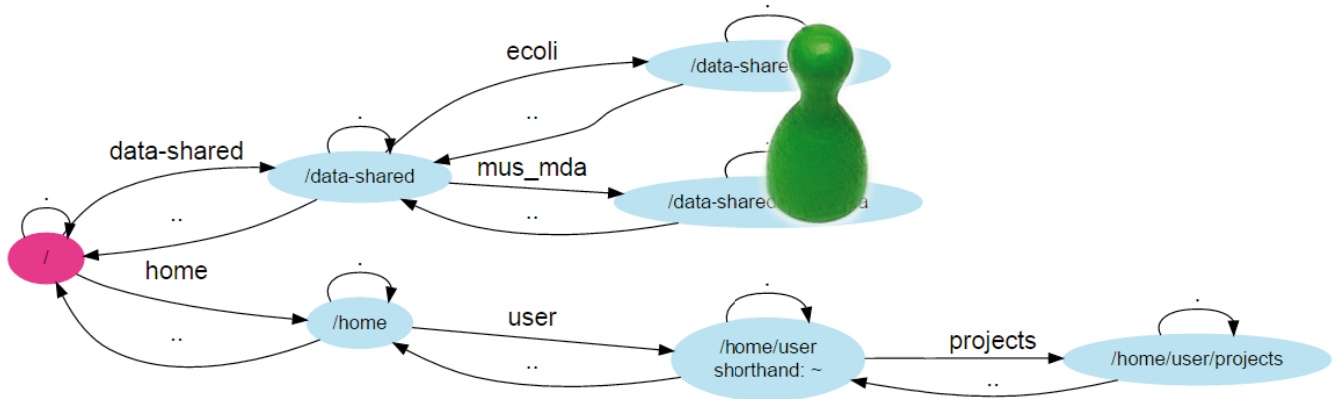 .
ecoli
/data-share
..
.
data-shared
/data-shared
mus_mda
.
/data-shared
a
..
.
..
/
home
.
/home
..
user
..
.
/home/user
shorthand: ~
projects
..
.
/home/user/projects